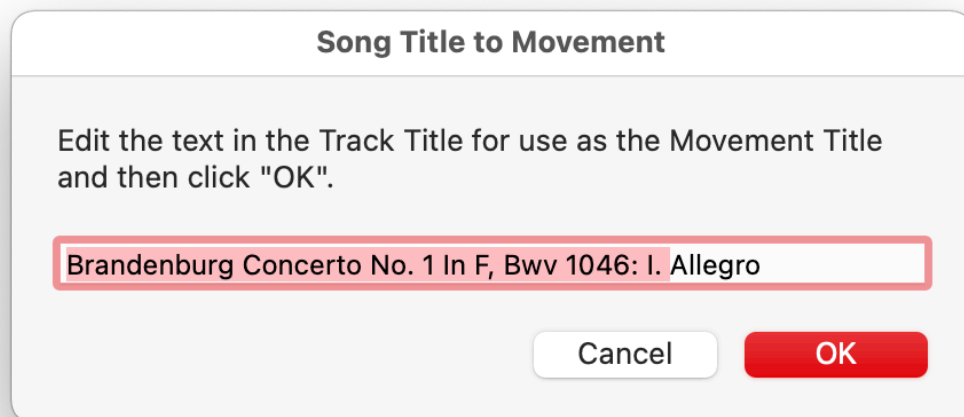 Song Title to Movement
Edit the text in the Track Title for use as the Movement Title
and then click "OK".
Brandenburg Concerto No. 1 In F, Bwv 1046: I. Allegro
Cancel
OK